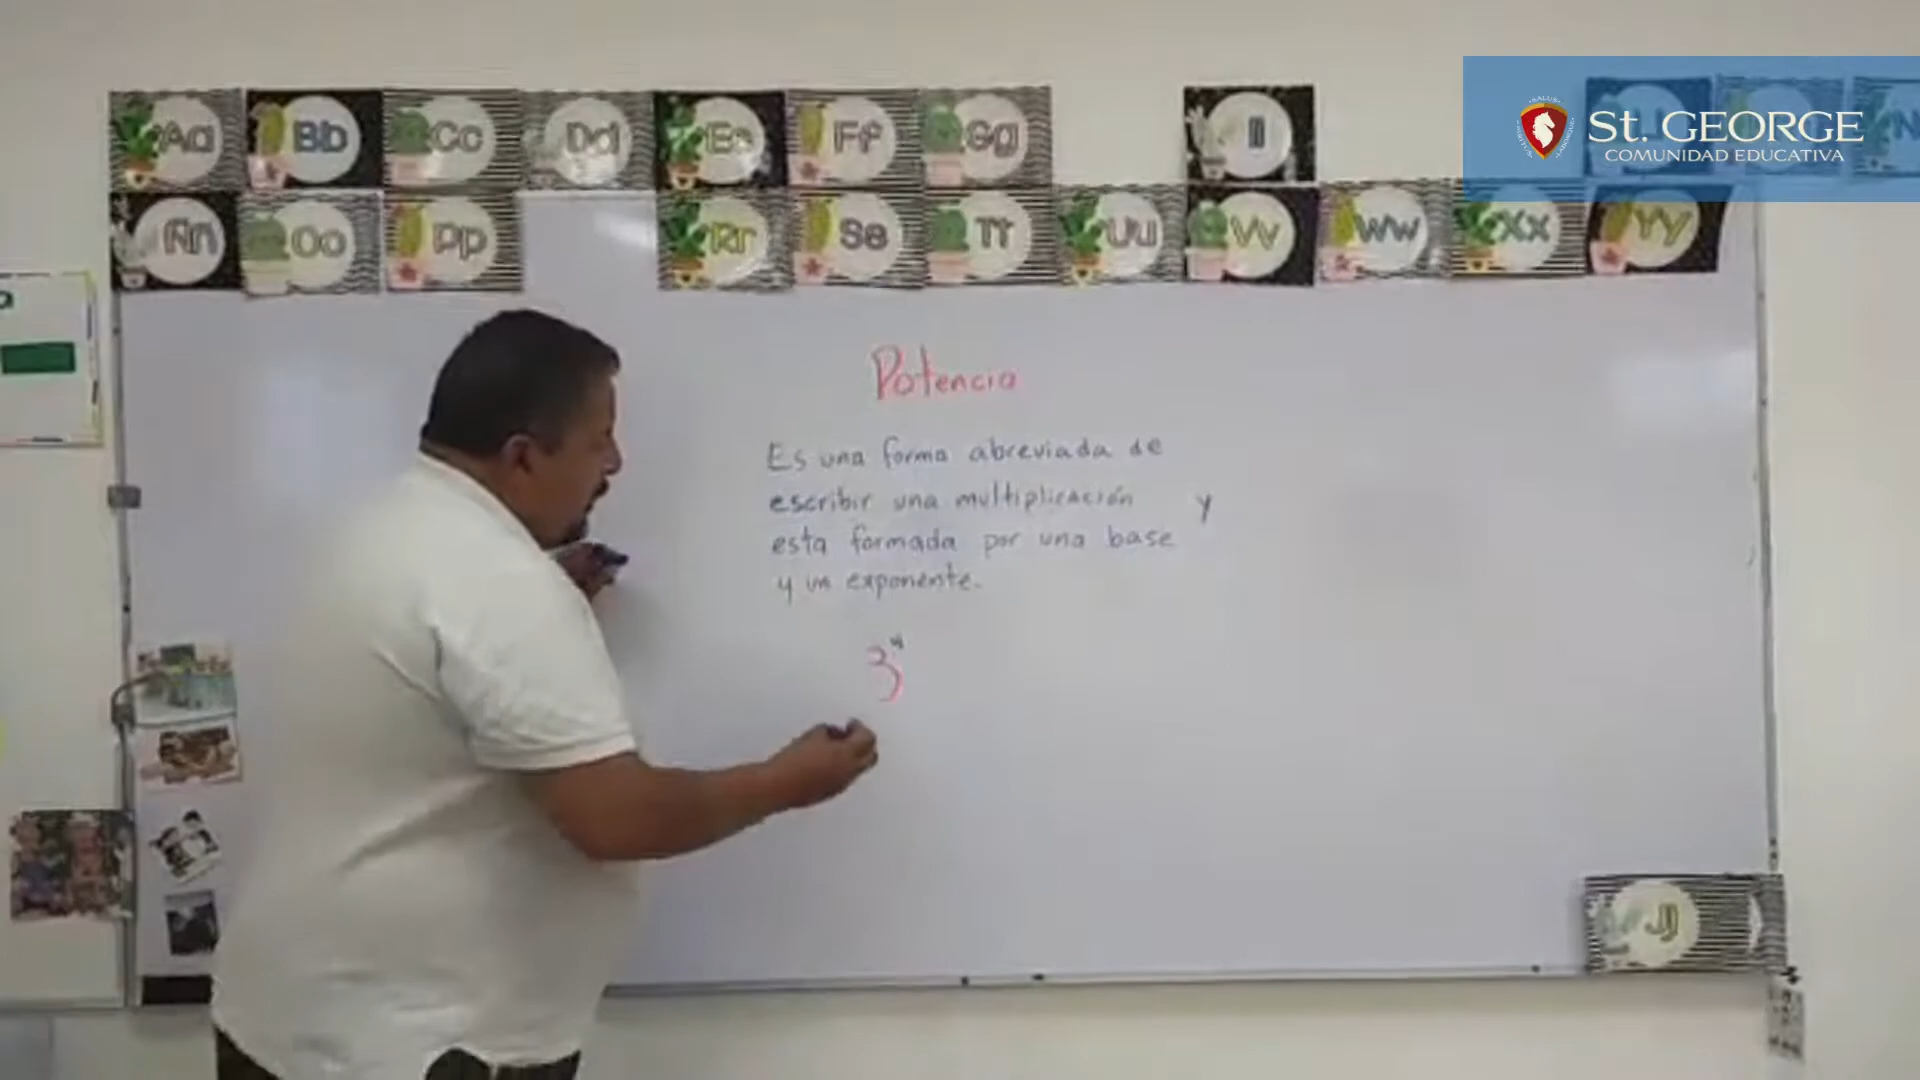 Aa Bb Cc Dd Ee Ff Gg
Ññ Oo Pp Rr Ss Tt Uu Vv Ww Xx Yy
St. GEORGE
COMUNIDAD EDUCATIVA
Potencia
Es una forma abreviada de
escribir una multiplicación y
esta formada por una base
y un exponente.
3⁴
Jj